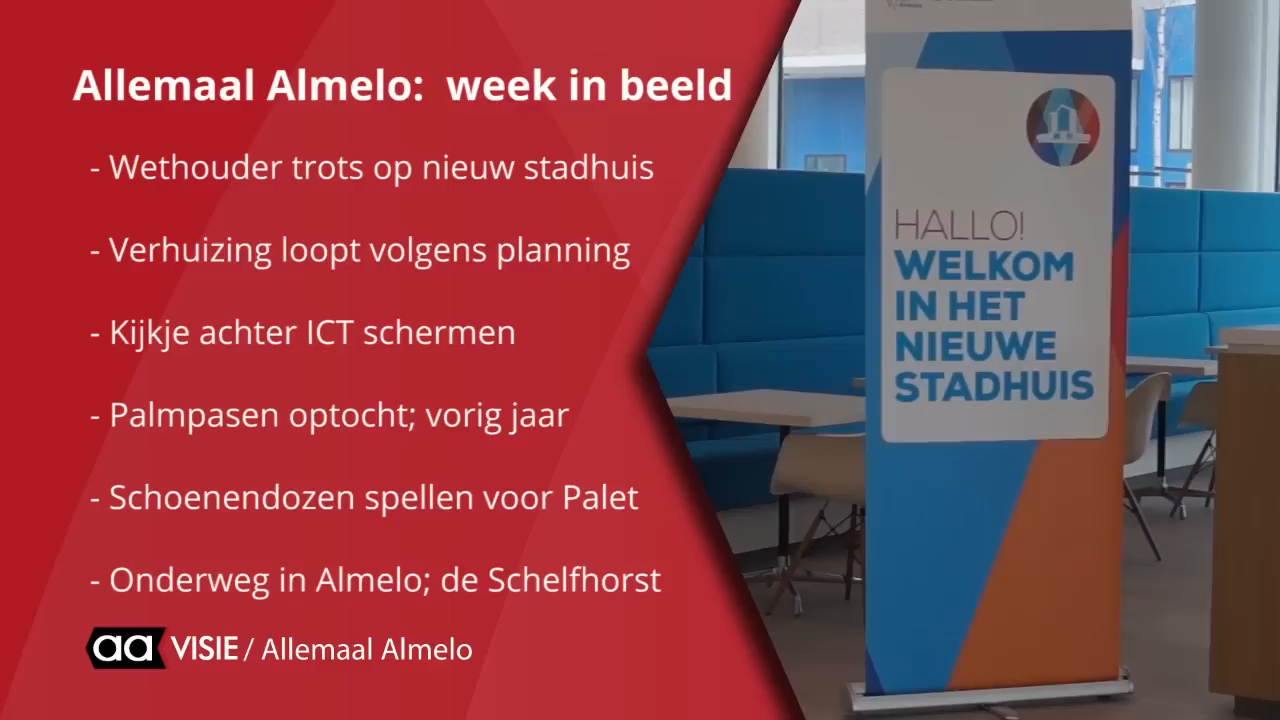 Allemaal Almelo: week in beeld
- Wethouder trots op nieuw stadhuis
- Verhuizing loopt volgens planning
- Kijkje achter ICT schermen
- Palmpasen optocht; vorig jaar
- Schoenendozen spellen voor Palet
- Onderweg in Almelo; de Schelfhorst
aa VISIE / Allemaal Almelo
HALLO!
WELKOM
IN HET
NIEUWE
STADHUIS